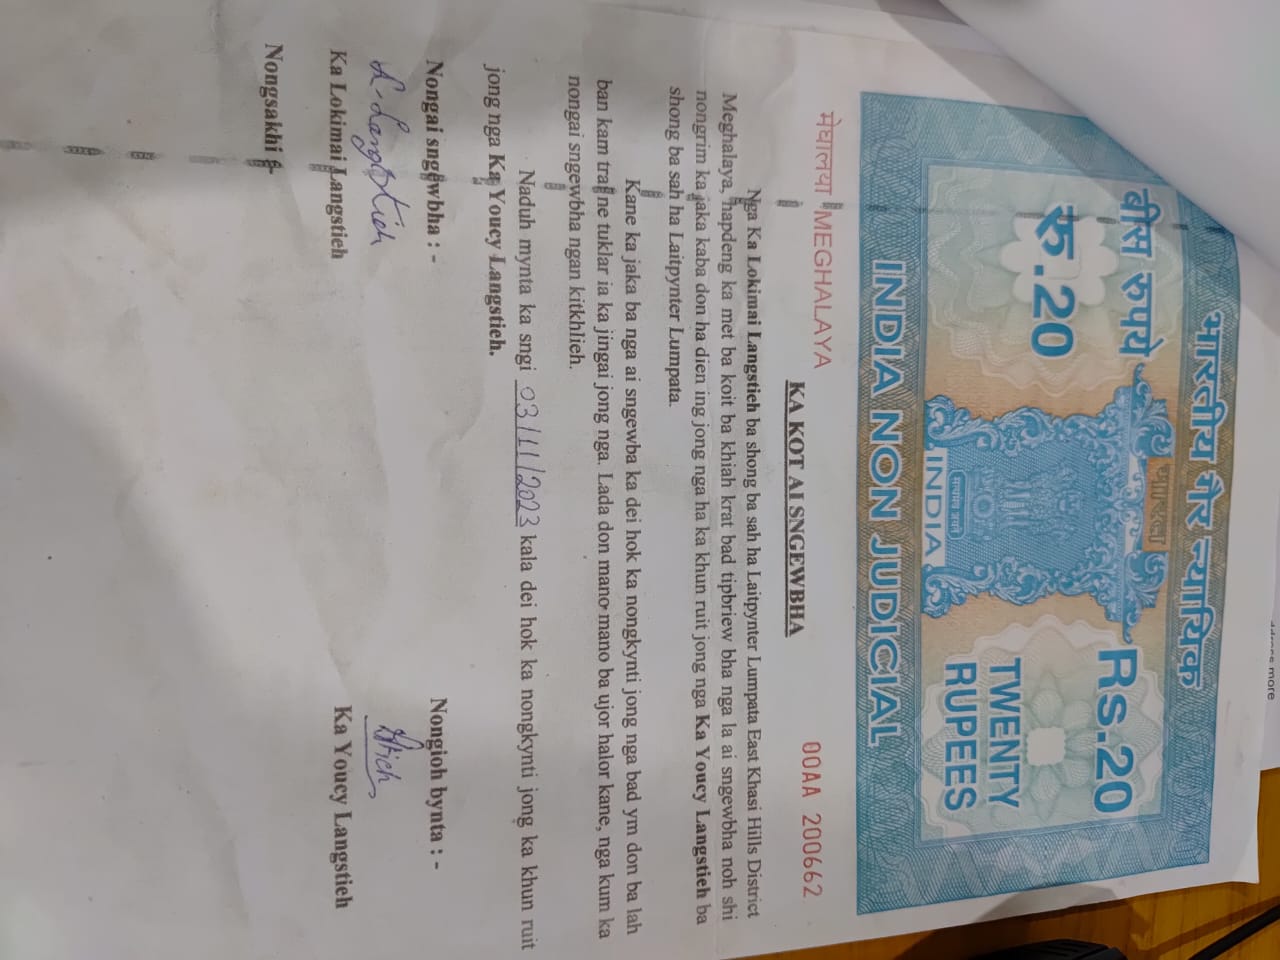 भारतीय गैर न्यायिक
भारत
बीस रुपये
रु.20
Rs.20
TWENTY
RUPEES
सत्यमेव जयते
INDIA
INDIA NON JUDICIAL
मेघालय MEGHALAYA
00AA 200662
KA KOT AI SNGEWBHA
Nga Ka Lokimai Langstieh ba shong ba sah ha Laitpynter Lumpata East Khasi Hills District
Meghalaya, hapdeng ka met ba koit ba khiah krat bad tipbriew bha nga la ai sngewbha noh shi
nongrim ka jaka kaba don ha dien ing jong nga ha ka khun ruit jong nga Ka Youcy Langstieh ba
shong ba sah ha Laitpynter Lumpata.
Kane ka jaka ba nga ai sngewba ka dei hok ka nongkynti jong nga bad ym don ba lah
ban kam tra ne tuklar ia ka jingai jong nga. Lada don mano mano ba ujor halor kane, nga kum ka
nongai sngewbha ngan kitkhlieh.
Naduh mynta ka sngi 03/11/2023 kala dei hok ka nongkynti jong ka khun ruit
jong nga Ka Youcy Langstieh.
Nongai sngewbha : -
Nongioh bynta : -
L. Langstieh
Ka Lokimai Langstieh
Ka Youcy Langstieh
Nongsakhi :-